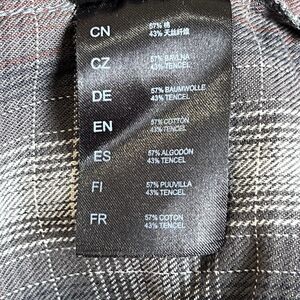 CN
57% 棉
43% 天丝纤维
CZ
57% BAVLNA
43% TENCEL
DE
57% BAUMWOLLE
43% TENCEL
EN
57% COTTON
43% TENCEL
ES
57% ALGODÓN
43% TENCEL
FI
57% PUUVILLA
43% TENCEL
FR
57% COTON
43% TENCEL